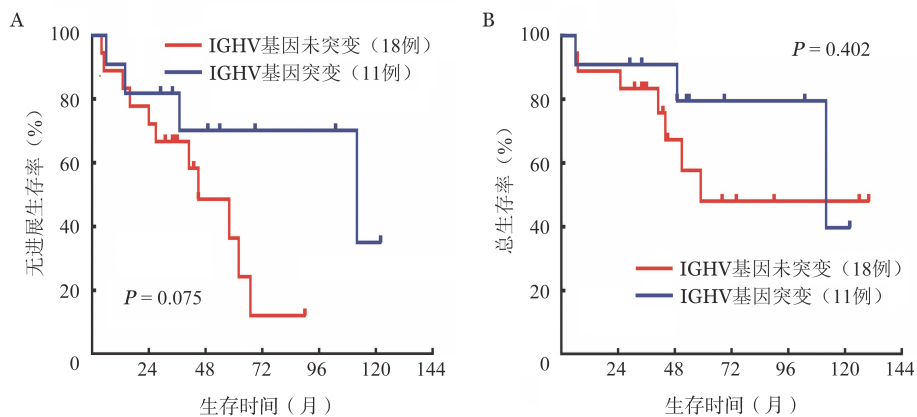 A
无进展生存率（%）
100
80
60
40
20
0
IGHV基因未突变（18例）
IGHV基因突变（11例）
P = 0.075
24 48 72 96 120 144
生存时间（月）
B
总生存率（%）
100
80
60
40
20
0
P = 0.402
IGHV基因未突变（18例）
IGHV基因突变（11例）
24 48 72 96 120 144
生存时间（月）